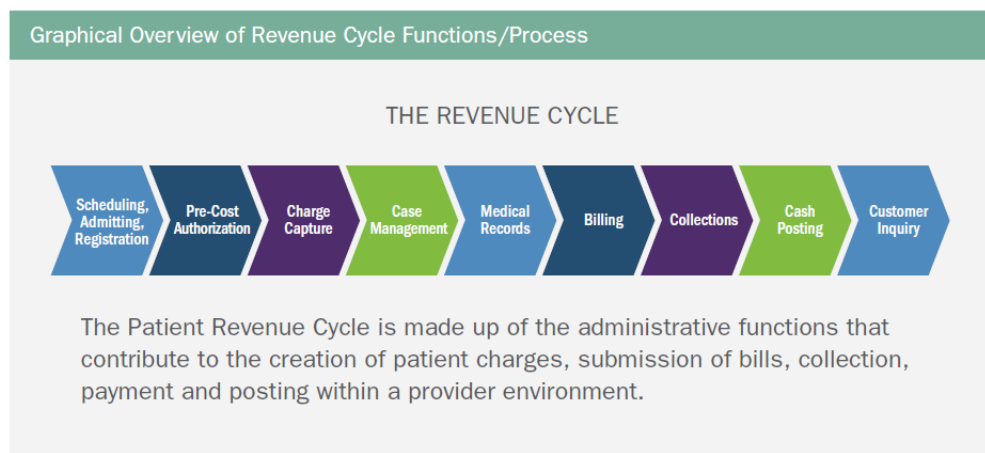 Graphical Overview of Revenue Cycle Functions/Process
THE REVENUE CYCLE
Scheduling,
Admitting,
Registration
Pre-Cost
Authorization
Charge
Capture
Case
Management
Medical
Records
Billing
Collections
Cash
Posting
Customer
Inquiry
The Patient Revenue Cycle is made up of the administrative functions that
contribute to the creation of patient charges, submission of bills, collection,
payment and posting within a provider environment.